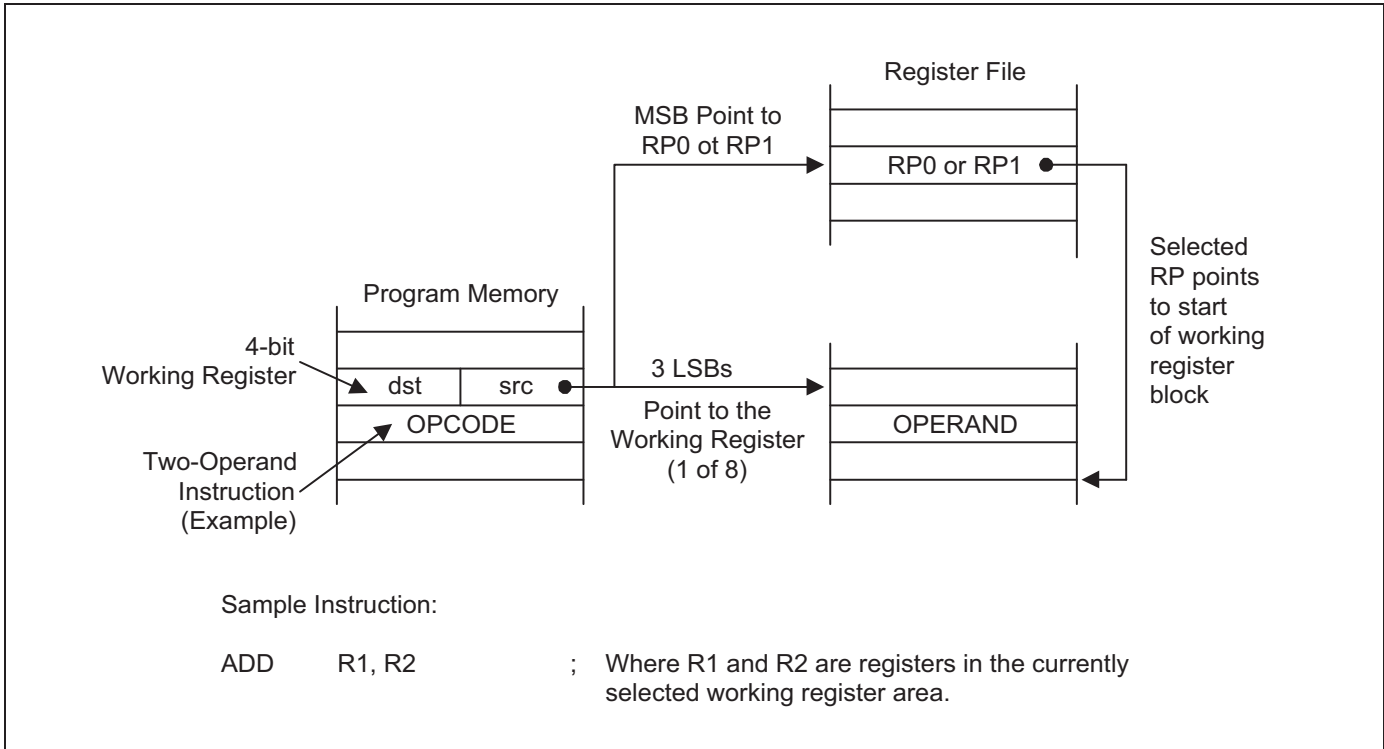 Register File
MSB Point to
RP0 ot RP1
RP0 or RP1
Selected
RP points
to start
of working
register
block
Program Memory
4-bit
Working Register
dst src
3 LSBs
Point to the
Working Register
(1 of 8)
OPCODE
OPERAND
Two-Operand
Instruction
(Example)
Sample Instruction:
ADD R1, R2 ; Where R1 and R2 are registers in the currently
selected working register area.